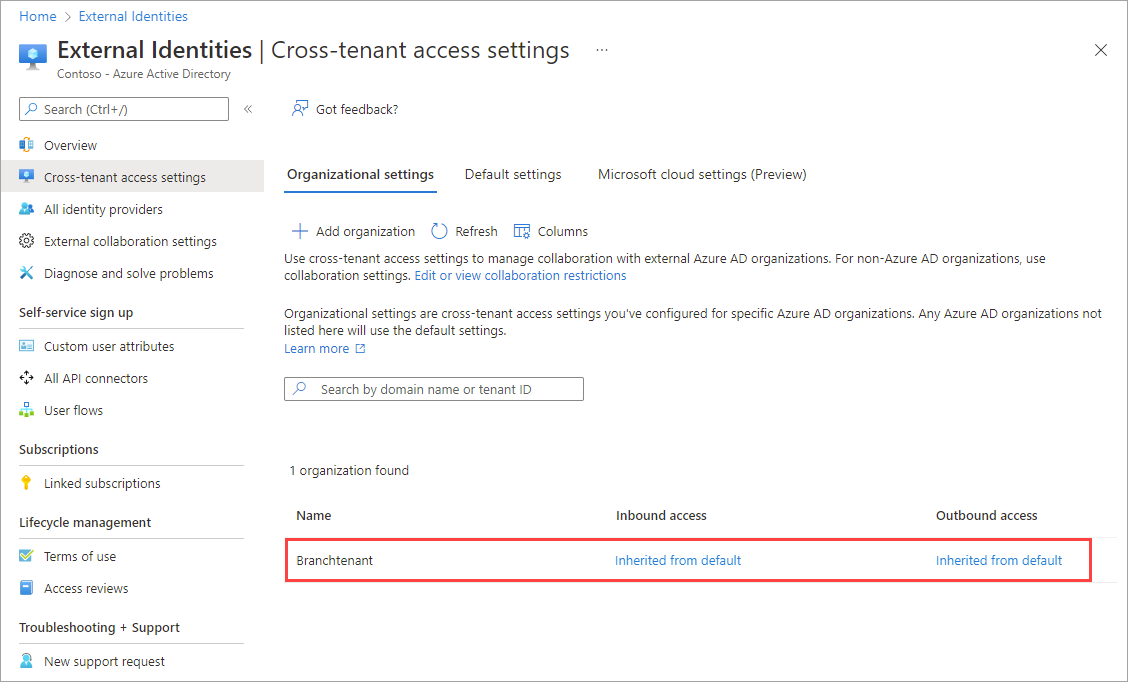 Home > External Identities
External Identities | Cross-tenant access settings ...
Contoso - Azure Active Directory
Search (Ctrl+/)
«
Got feedback?
Overview
Cross-tenant access settings
All identity providers
External collaboration settings
Diagnose and solve problems
Self-service sign up
Custom user attributes
All API connectors
User flows
Subscriptions
Linked subscriptions
Lifecycle management
Terms of use
Access reviews
Troubleshooting + Support
New support request
Organizational settings Default settings Microsoft cloud settings (Preview)
Add organization Refresh Columns
Use cross-tenant access settings to manage collaboration with external Azure AD organizations. For non-Azure AD organizations, use
collaboration settings. Edit or view collaboration restrictions
Organizational settings are cross-tenant access settings you've configured for specific Azure AD organizations. Any Azure AD organizations not
listed here will use the default settings.
Learn more
Search by domain name or tenant ID
1 organization found
Name Inbound access Outbound access
Branchtenant Inherited from default Inherited from default